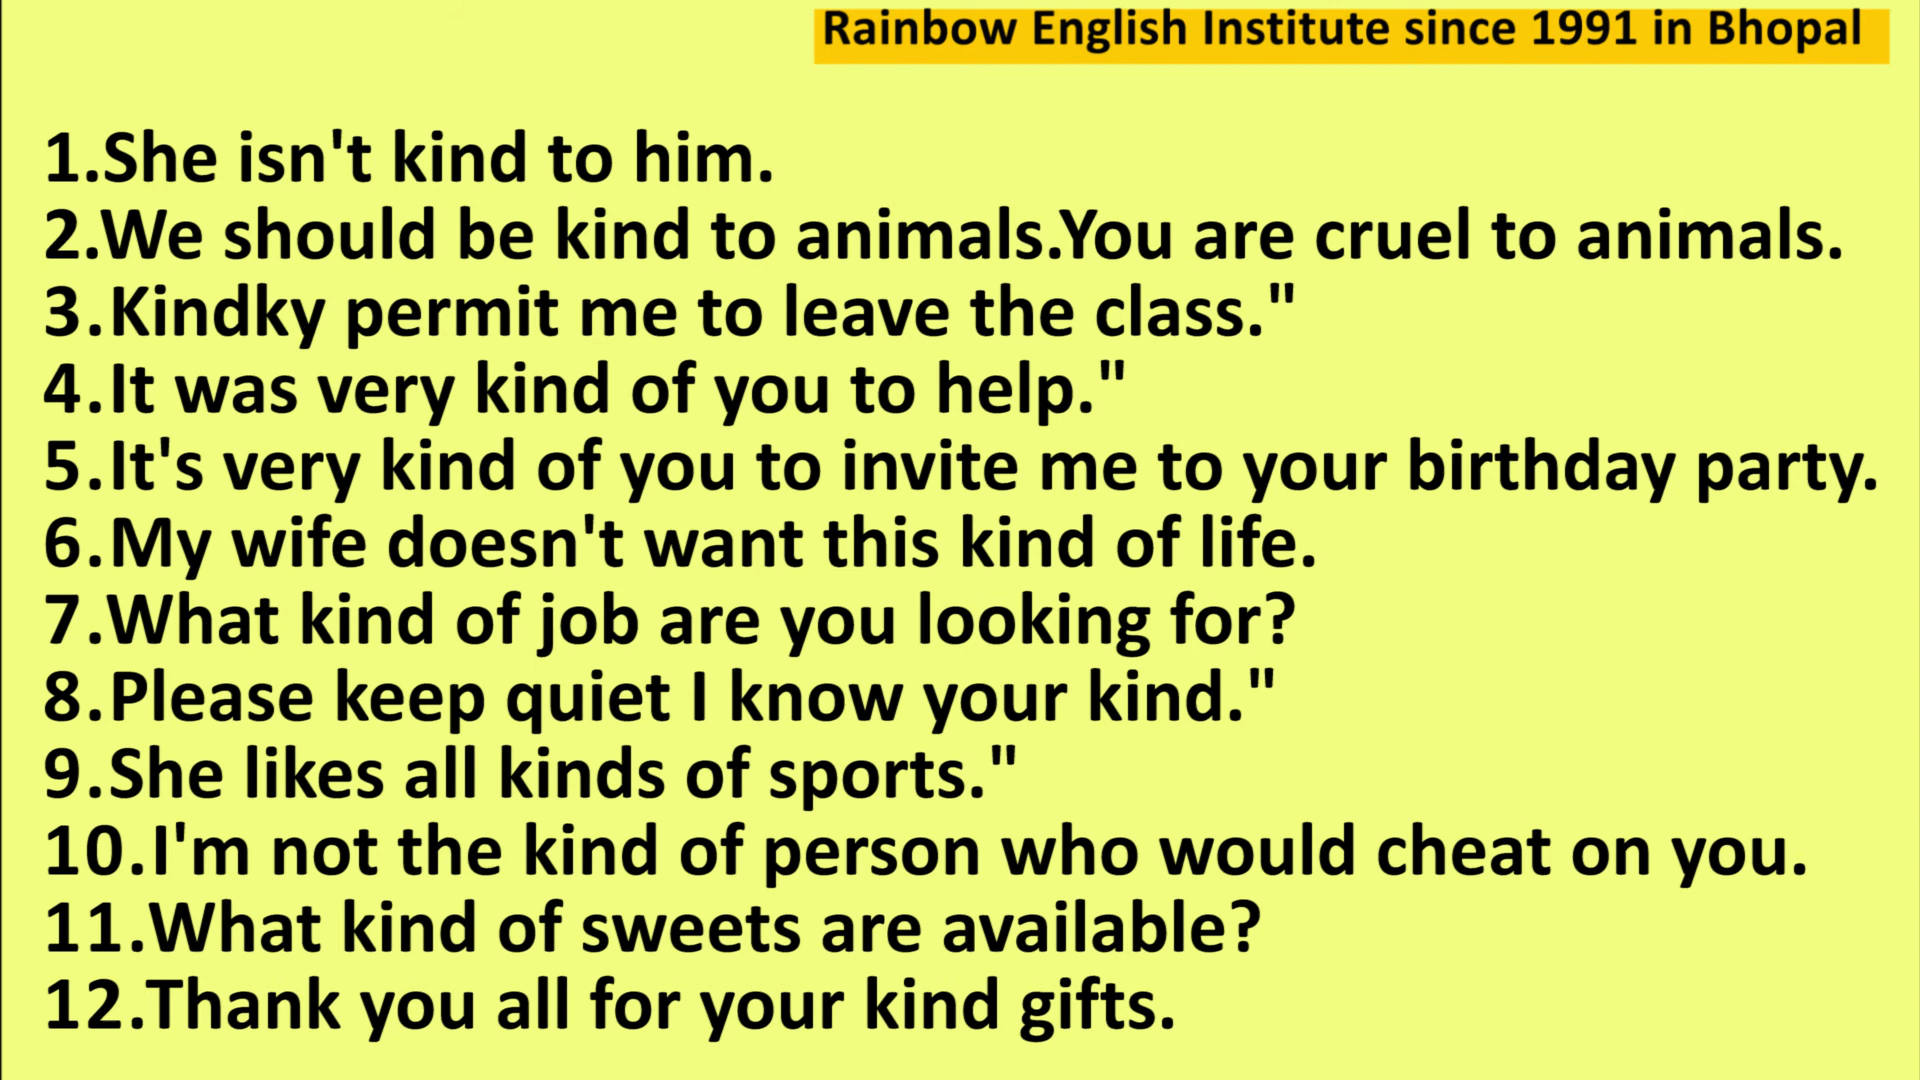 Rainbow English Institute since 1991 in Bhopal
1.She isn't kind to him.
2.We should be kind to animals.You are cruel to animals.
3.Kindky permit me to leave the class."
4.It was very kind of you to help."
5.It's very kind of you to invite me to your birthday party.
6.My wife doesn't want this kind of life.
7.What kind of job are you looking for?
8.Please keep quiet I know your kind."
9.She likes all kinds of sports."
10.I'm not the kind of person who would cheat on you.
11.What kind of sweets are available?
12.Thank you all for your kind gifts.